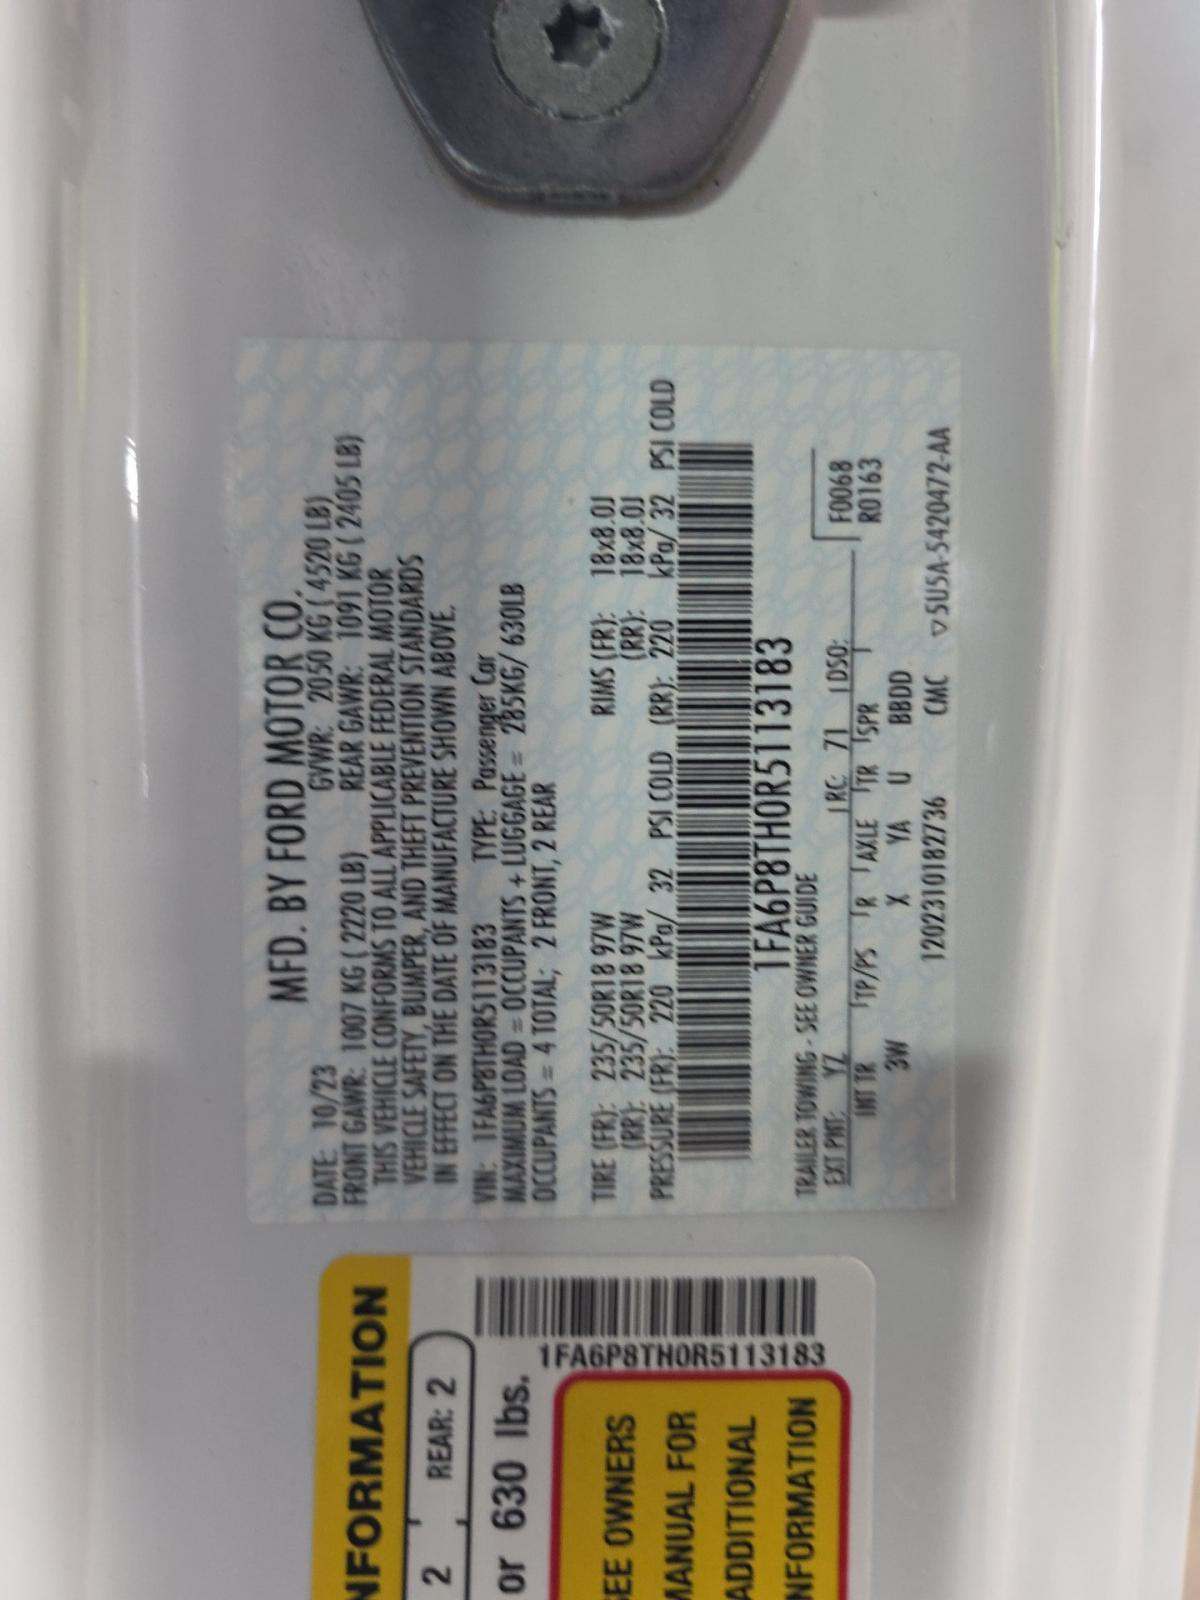 MFD. BY FORD MOTOR CO.
DATE: 10/23 GVWR: 2050 KG ( 4520 LB)
FRONT GAWR: 1007 KG ( 2220 LB) REAR GAWR: 1091 KG ( 2405 LB)
THIS VEHICLE CONFORMS TO ALL APPLICABLE FEDERAL MOTOR
VEHICLE SAFETY, BUMPER, AND THEFT PREVENTION STANDARDS
IN EFFECT ON THE DATE OF MANUFACTURE SHOWN ABOVE.
VIN: 1FA6P8TH0R5113183 TYPE: Passenger Car
MAXIMUM LOAD = OCCUPANTS + LUGGAGE = 285KG/ 630LB
OCCUPANTS = 4 TOTAL; 2 FRONT, 2 REAR
TIRE (FR): 235/50R18 97W RIMS (FR): 18x8.0J
(RR): 235/50R18 97W (RR): 18x8.0J
PRESSURE (FR): 220 kPa/ 32 PSI COLD (RR): 220 kPa/ 32 PSI COLD
1FA6P8TH0R5113183
TRAILER TOWING - SEE OWNER GUIDE
EXT PNT: YZ RC: 71 DSO: F0068
INT TR TP/PS R AXLE TR SPR R0163
3W X YA U BBDD
1202310182736 CMC ▽5U5A-5420472-AA
NFORMATION
2 REAR: 2
or 630 lbs.
1FA6P8TH0R5113183
SEE OWNERS
MANUAL FOR
ADDITIONAL
NFORMATION